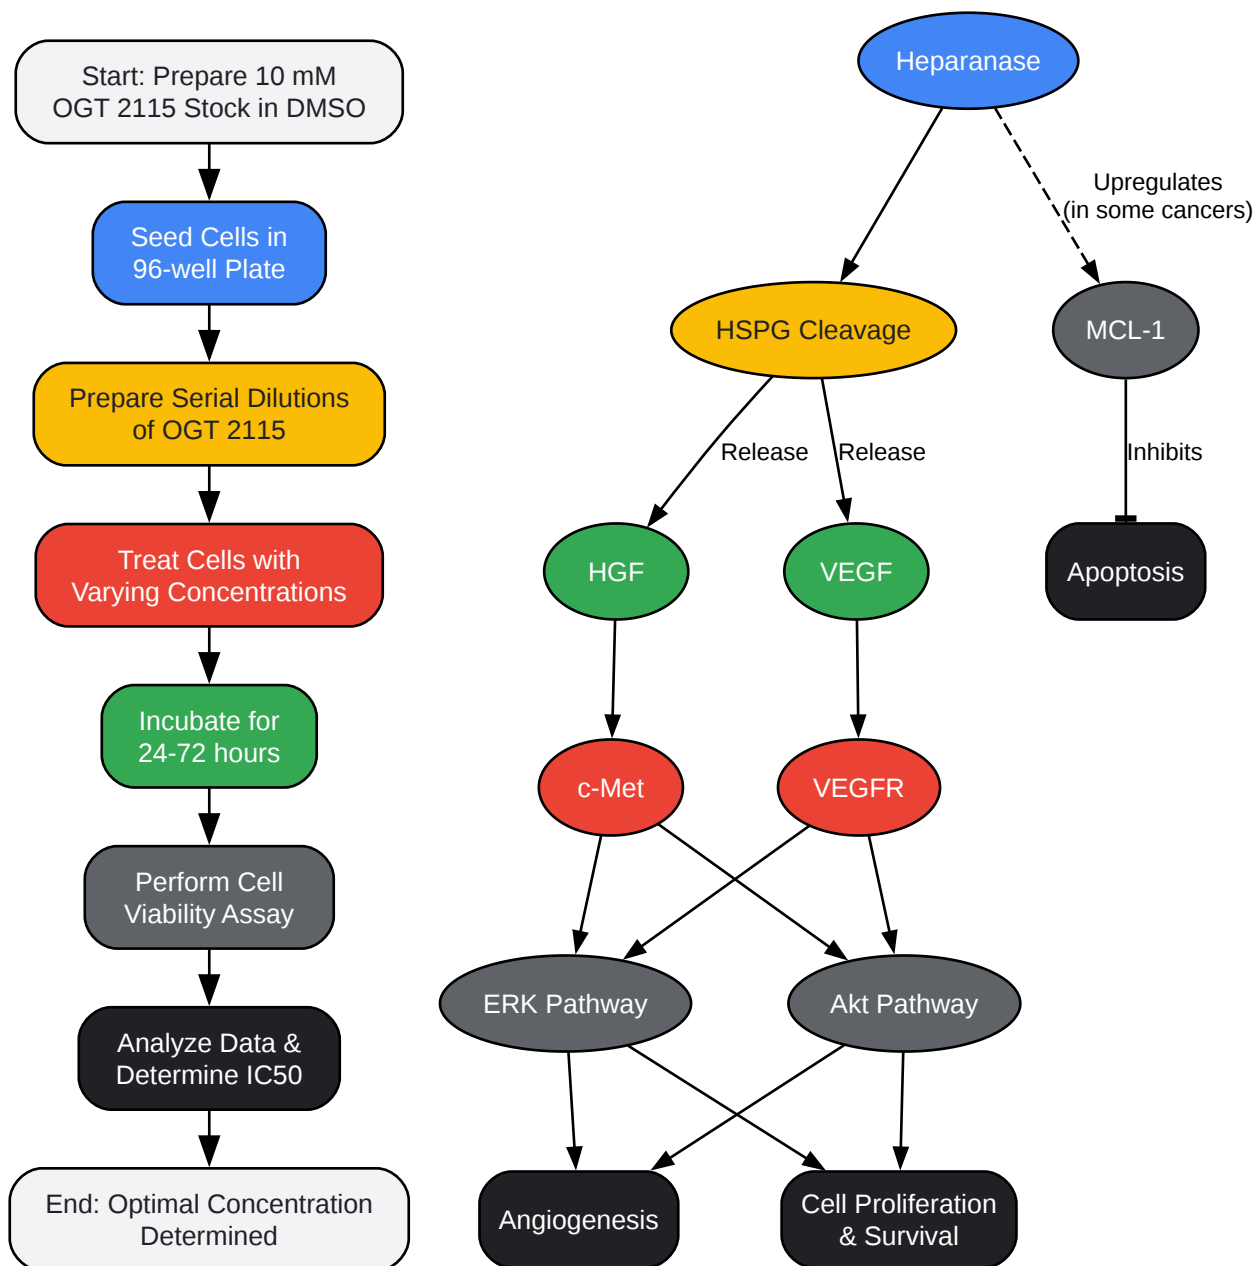 Start: Prepare 10 mM
OGT 2115 Stock in DMSO
Seed Cells in
96-well Plate
Prepare Serial Dilutions
of OGT 2115
Treat Cells with
Varying Concentrations
Incubate for
24-72 hours
Perform Cell
Viability Assay
Analyze Data &
Determine IC50
End: Optimal Concentration
Determined
Heparanase
Upregulates
(in some cancers)
HSPG Cleavage
MCL-1
Release
Release
Inhibits
HGF
VEGF
Apoptosis
c-Met
VEGFR
ERK Pathway
Akt Pathway
Angiogenesis
Cell Proliferation
& Survival